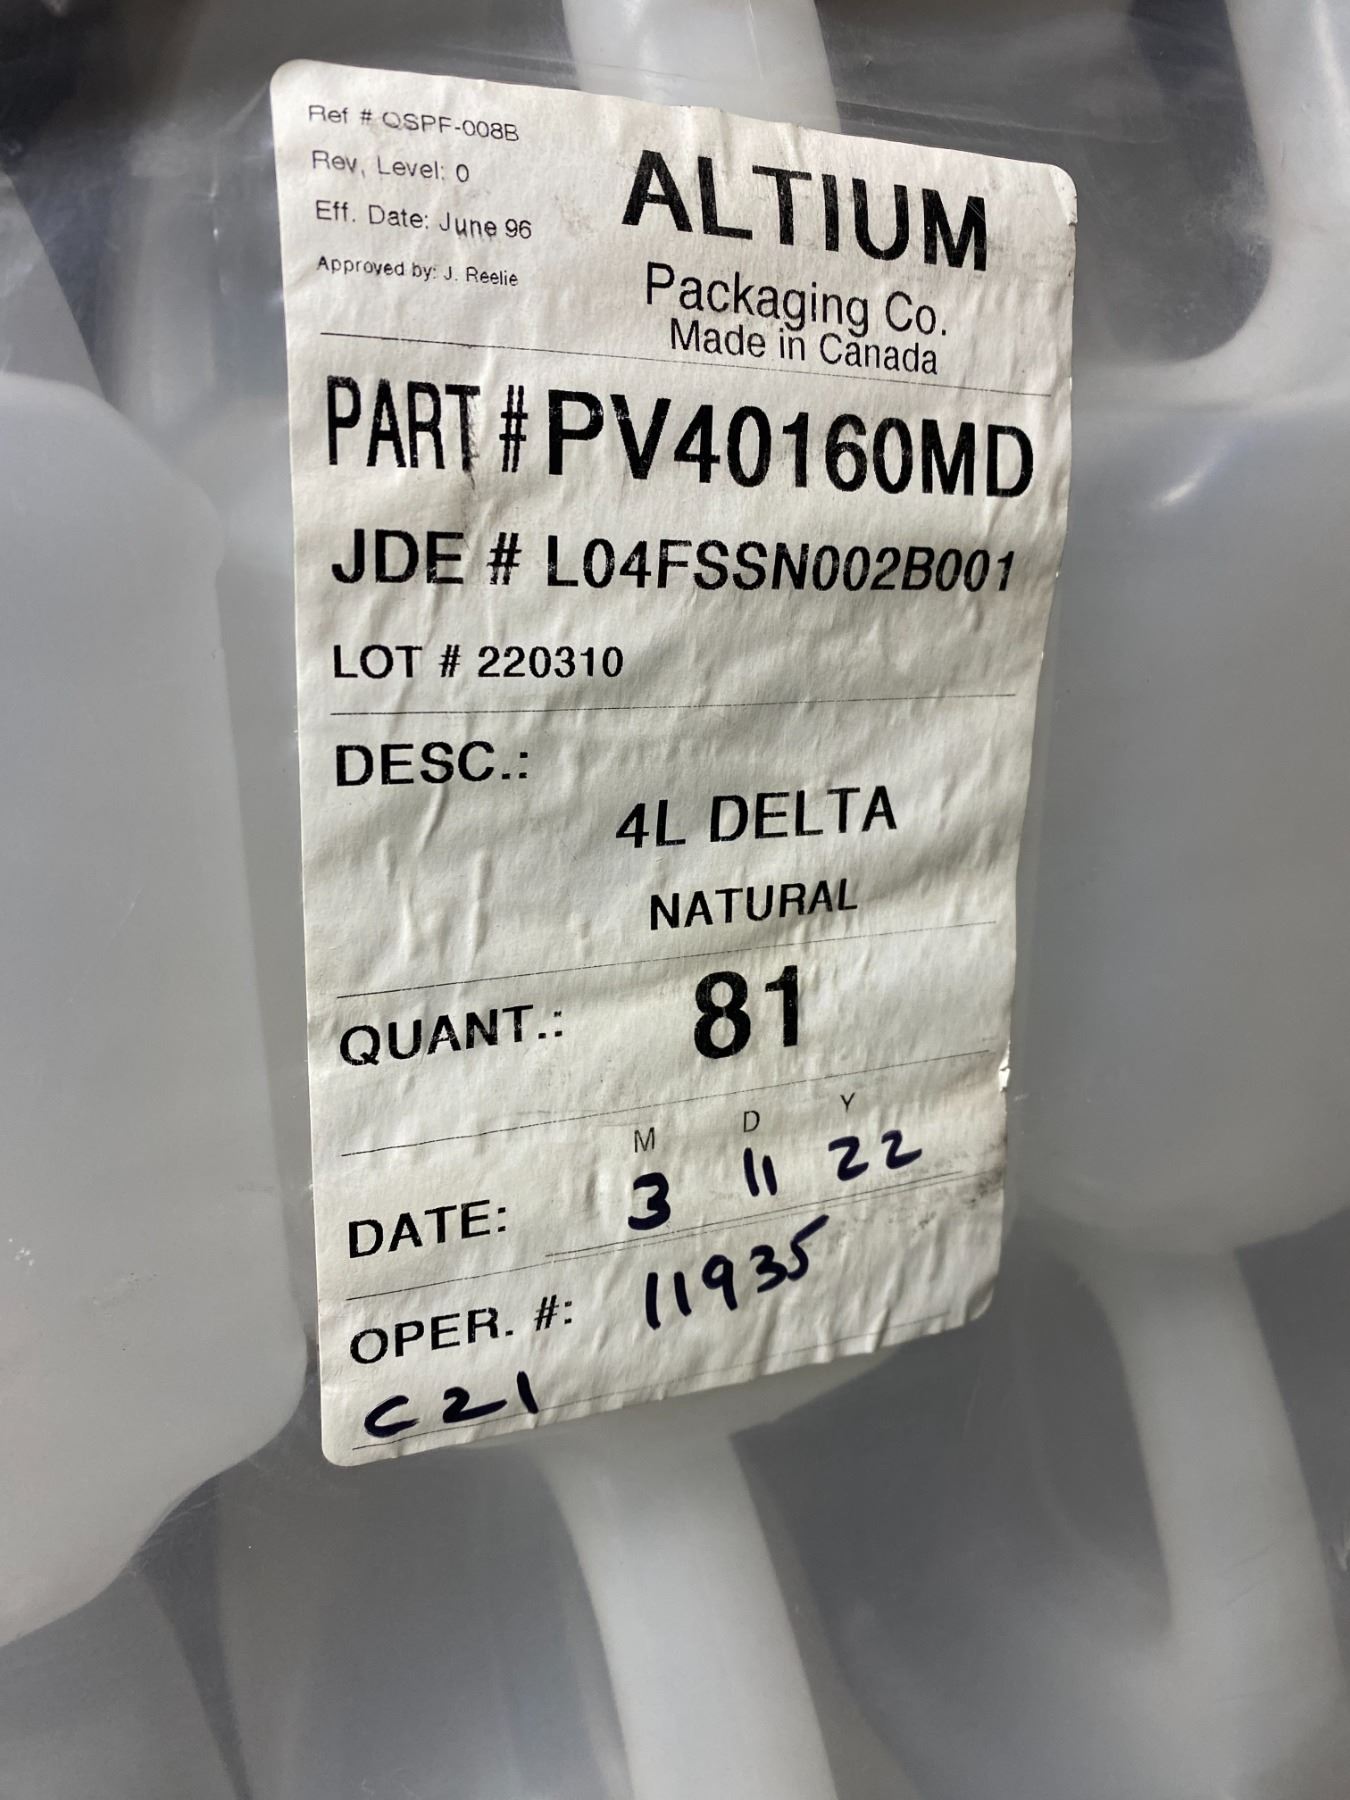 Ref # QSPF-008B
Rev, Level: 0
Eff. Date: June 96
Approved by: J. Reelie
ALTIUM
Packaging Co.
Made in Canada
PART # PV40160MD
JDE # L04FSSN002B001
LOT # 220310
DESC.:
4L DELTA
NATURAL
QUANT.: 81
M D Y
DATE: 3 11 22
OPER. #: 11935
C21